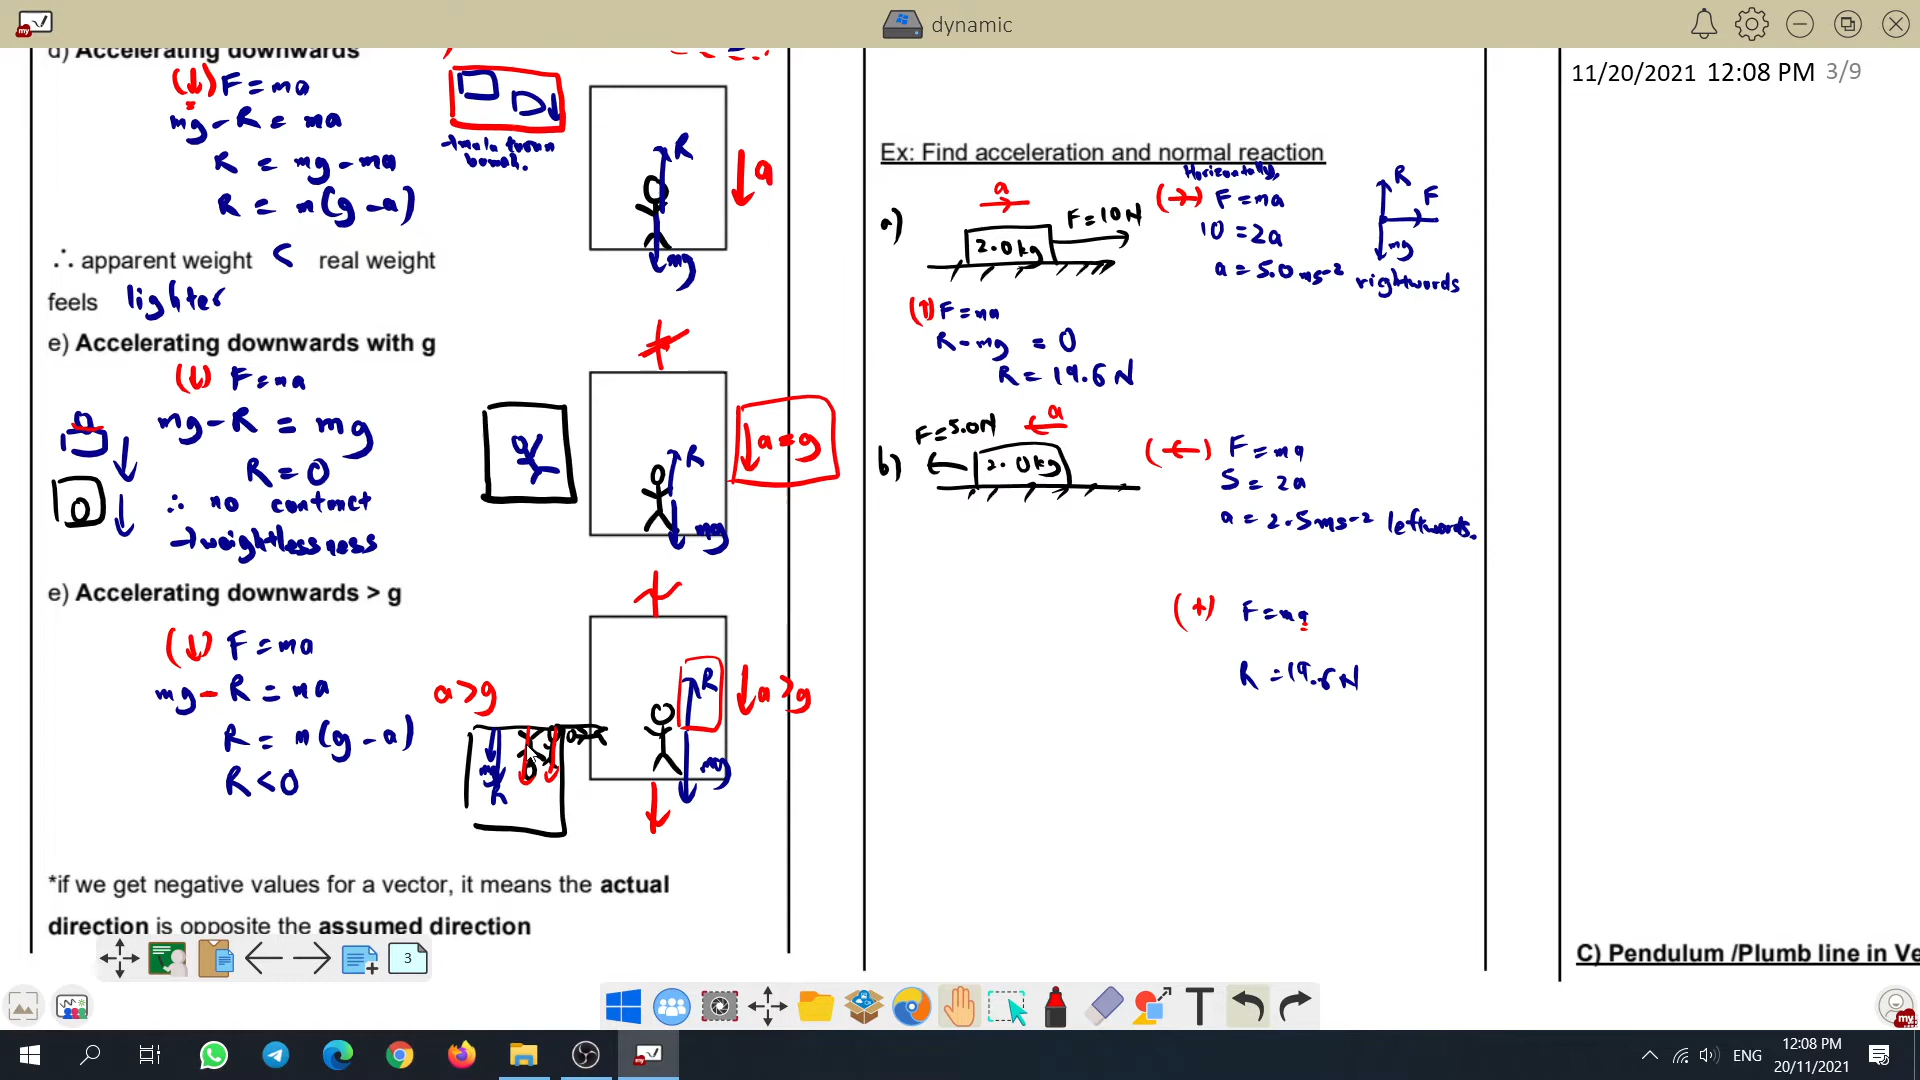 dynamic
11/20/2021 12:08 PM 3/9
d) Accelerating downwards
(↓) F = ma
mg - R = ma
R = mg - ma
R = m(g - a)
∴ apparent weight < real weight
feels lighter
R
mg
↓ a
e) Accelerating downwards with g
(↓) F = ma
mg - R = mg
R = 0
∴ no contact
→ weightlessness
R
mg
↓ a = g
e) Accelerating downwards > g
(↓) F = ma
mg - R = ma
R = m(g - a)
R < 0
a > g
mg
R
R
mg
↓ a > g
*if we get negative values for a vector, it means the actual
direction is opposite the assumed direction
Ex: Find acceleration and normal reaction
a)
a
F = 10N
2.0kg
Horizontally,
(→) F = ma
10 = 2a
a = 5.0 ms-2 rightwards
R
F
mg
(↑) F = ma
R - mg = 0
R = 19.6 N
b)
F = 5.0N
a
2.0kg
(←) F = ma
5 = 2a
a = 2.5 ms-2 leftwards.
F = ma
R = 19.6 N
C) Pendulum /Plumb line in Ve
3
T
ENG
12:08 PM
20/11/2021